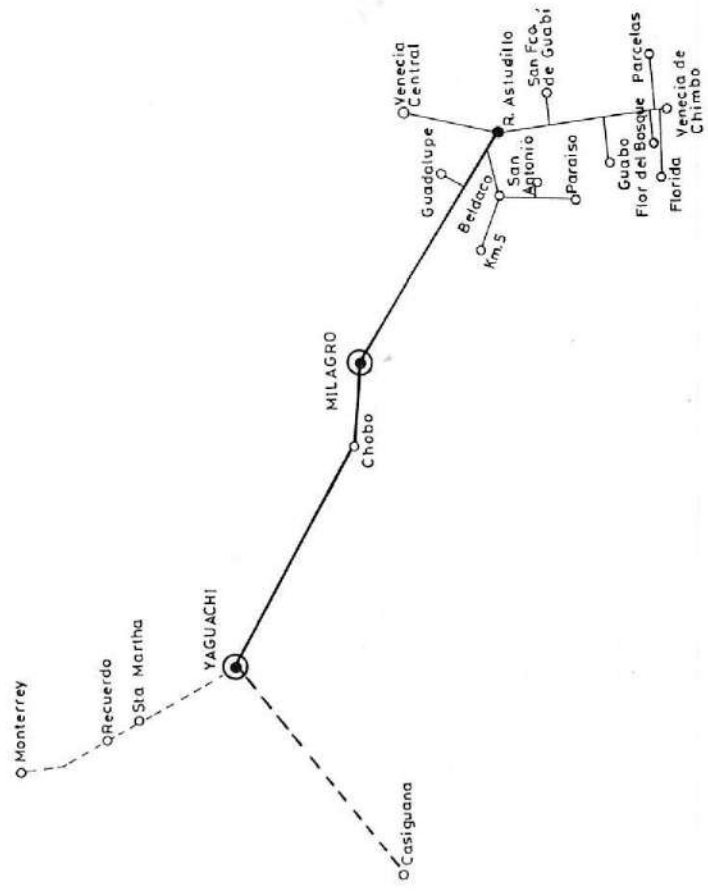 Monterrey
Recuerdo
Sta Martha
YAGUACHI
Casiguana
Chobo
MILAGRO
Guadalupe
Venecia
Central
R. Astudillo
Beldaco
Km.5
San
Antonio
Paraiso
San Fco.
de Guabí
Guabo
Flor del Bosque
Florida
Parcelas
Venecia de
Chimbo